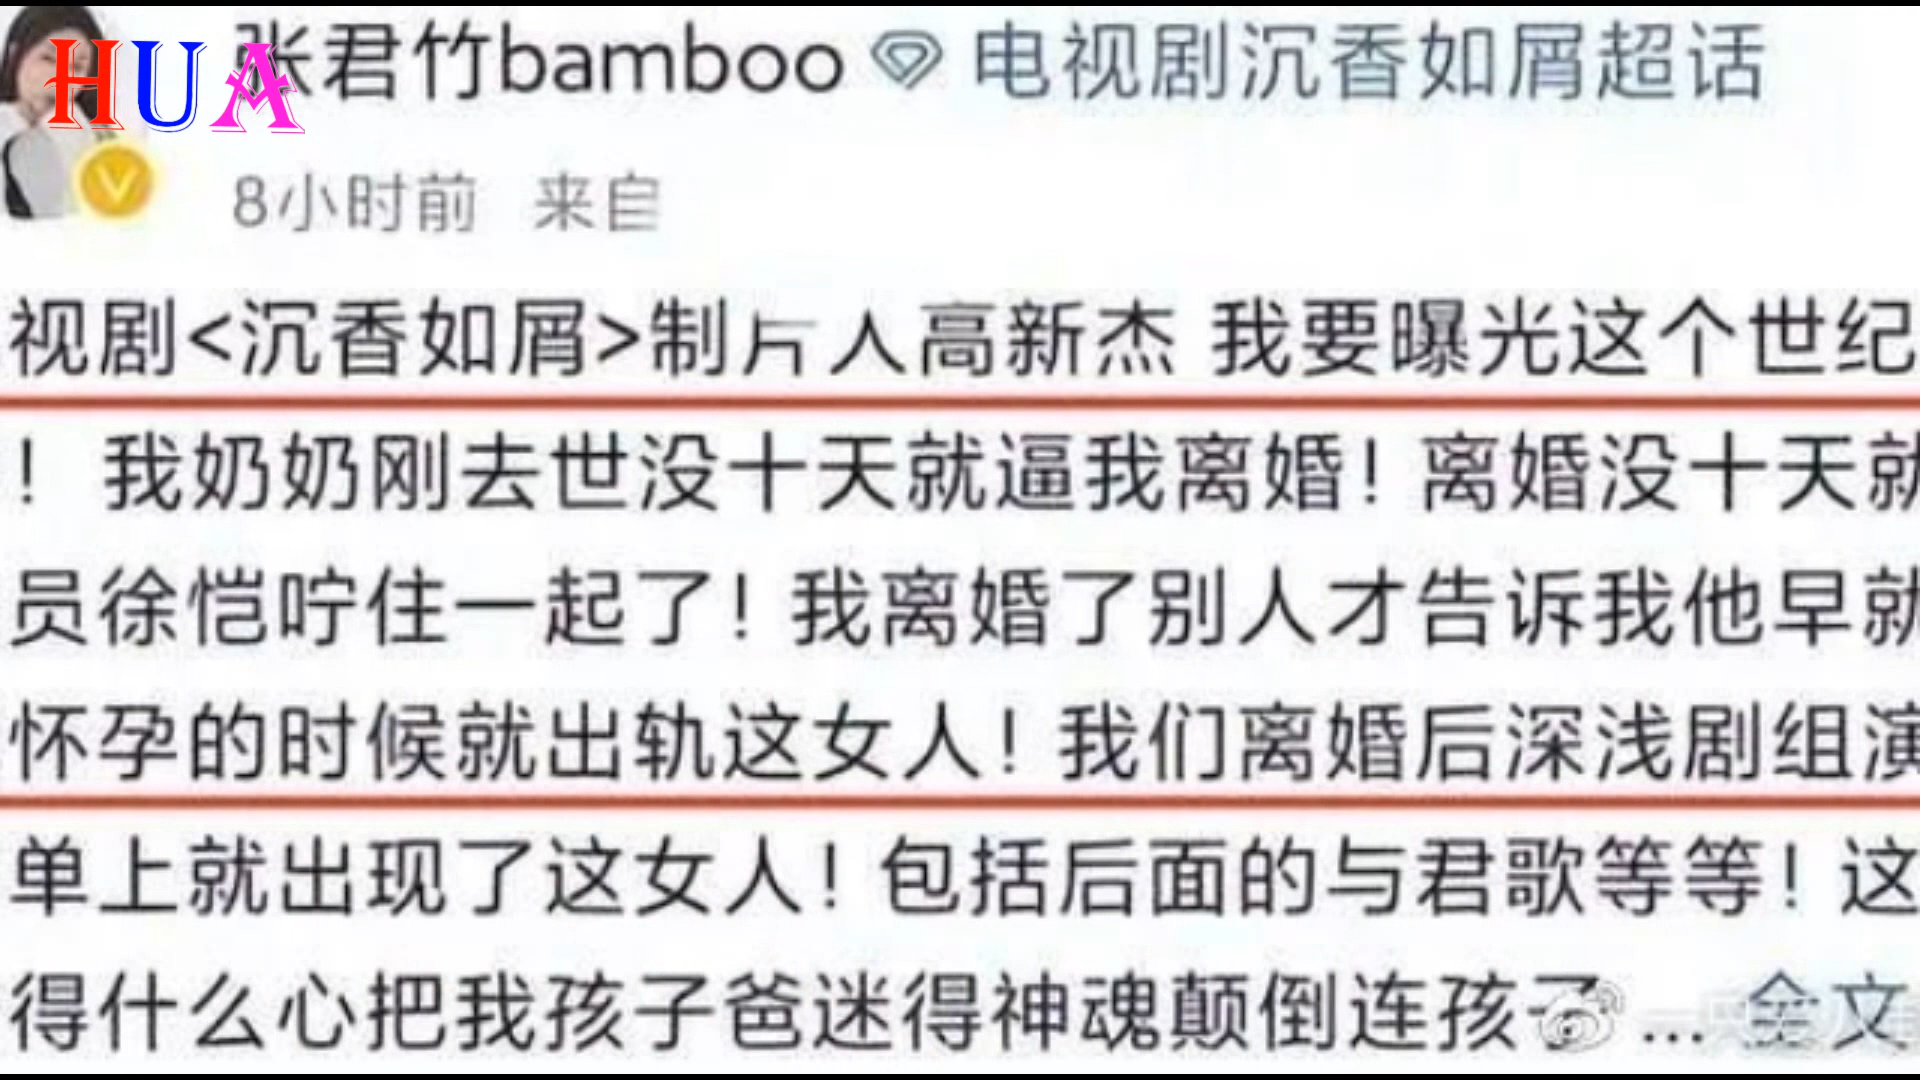 HUA
张君竹bamboo 电视剧沉香如屑超话
8小时前 来自
视剧<沉香如屑>制片人高新杰 我要曝光这个世纪
！ 我奶奶刚去世没十天就逼我离婚！离婚没十天就
员徐恺咛住一起了！我离婚了别人才告诉我他早就
怀孕的时候就出轨这女人！我们离婚后深浅剧组演
单上就出现了这女人！包括后面的与君歌等等！这
得什么心把我孩子爸迷得神魂颠倒连孩子 ... 全文